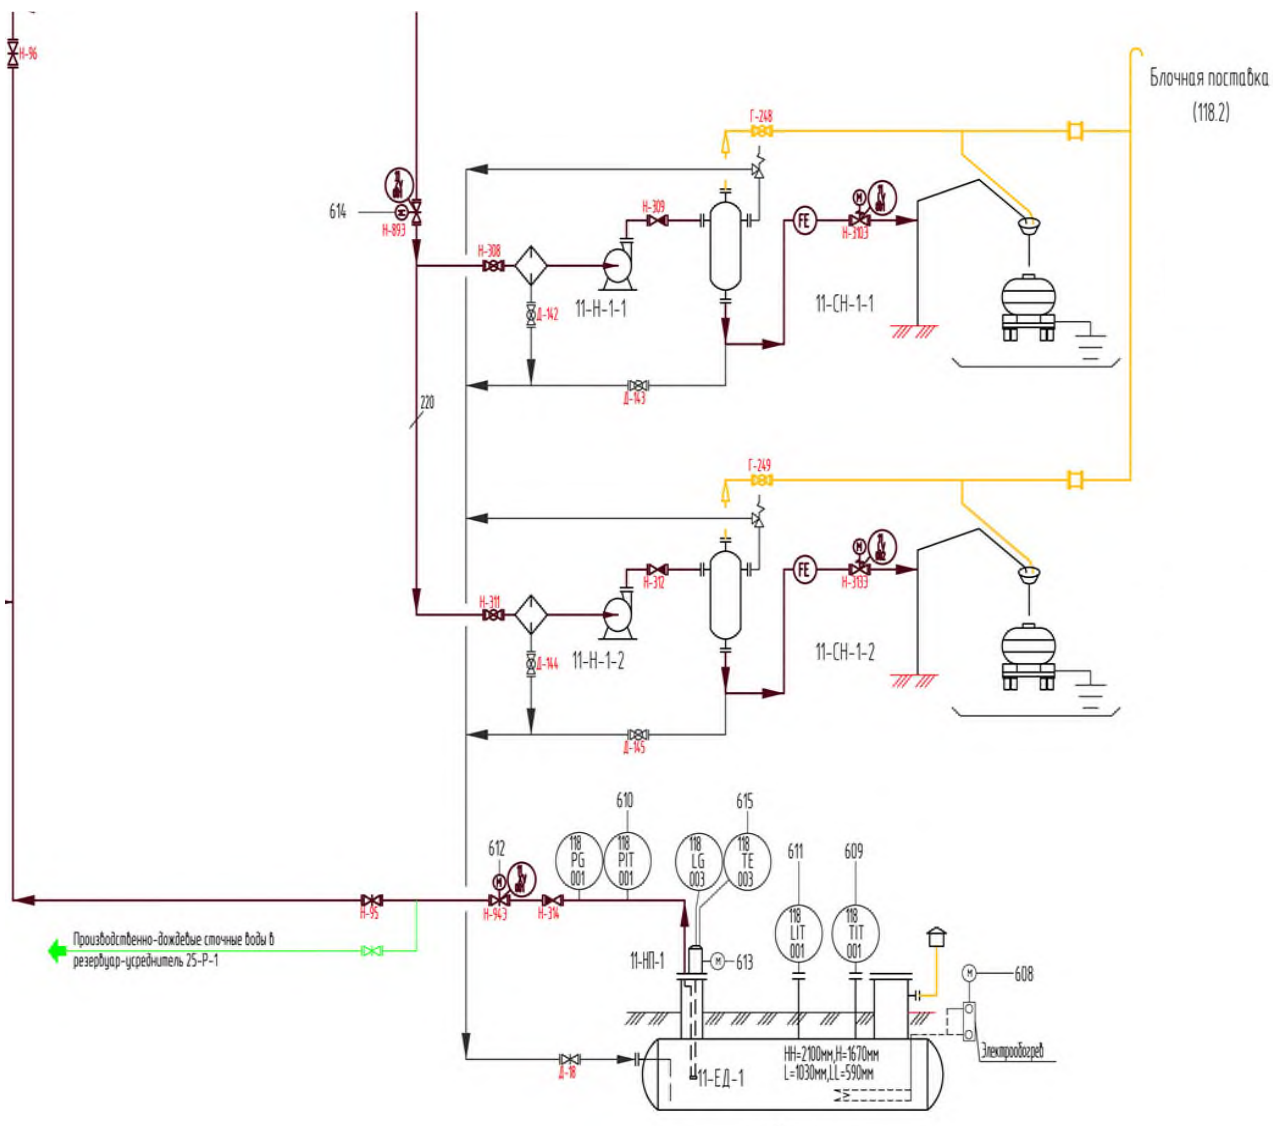 Н-96
Блочная поставка
(118.2)
Г-248
614
Н-893
Н-309
FE
М
Н-3103
Н-308
11-Н-1-1
11-СН-1-1
Д-142
Д-143
220
Г-249
Н-312
FE
М
Н-3133
Н-311
11-Н-1-2
11-СН-1-2
Д-144
Д-145
610
615
612
611
609
118
PG
001
118
PIT
001
118
LG
003
118
TE
003
М
Н-95
Н-943
Н-314
118
LIT
001
118
TIT
001
Производственно-дождевые сточные воды в
резервуар-усреднитель 25-Р-1
11-НП-1
М
613
М
608
Электрообогрев
НН=2100мм,Н=1670мм
L=1030мм,LL=590мм
Д-18
11-ЕД-1